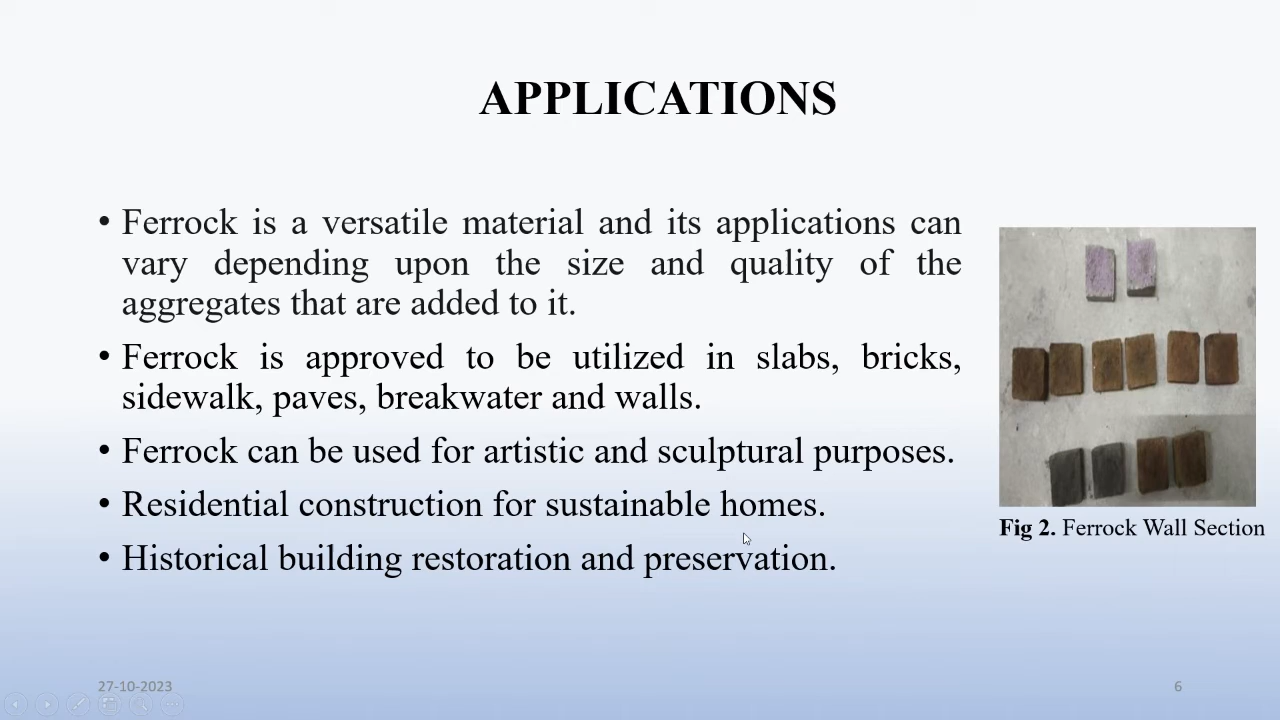 APPLICATIONS
• Ferrock is a versatile material and its applications can
vary depending upon the size and quality of the
aggregates that are added to it.
• Ferrock is approved to be utilized in slabs, bricks,
sidewalk, paves, breakwater and walls.
• Ferrock can be used for artistic and sculptural purposes.
• Residential construction for sustainable homes.
• Historical building restoration and preservation.
Fig 2. Ferrock Wall Section
27-10-2023
6